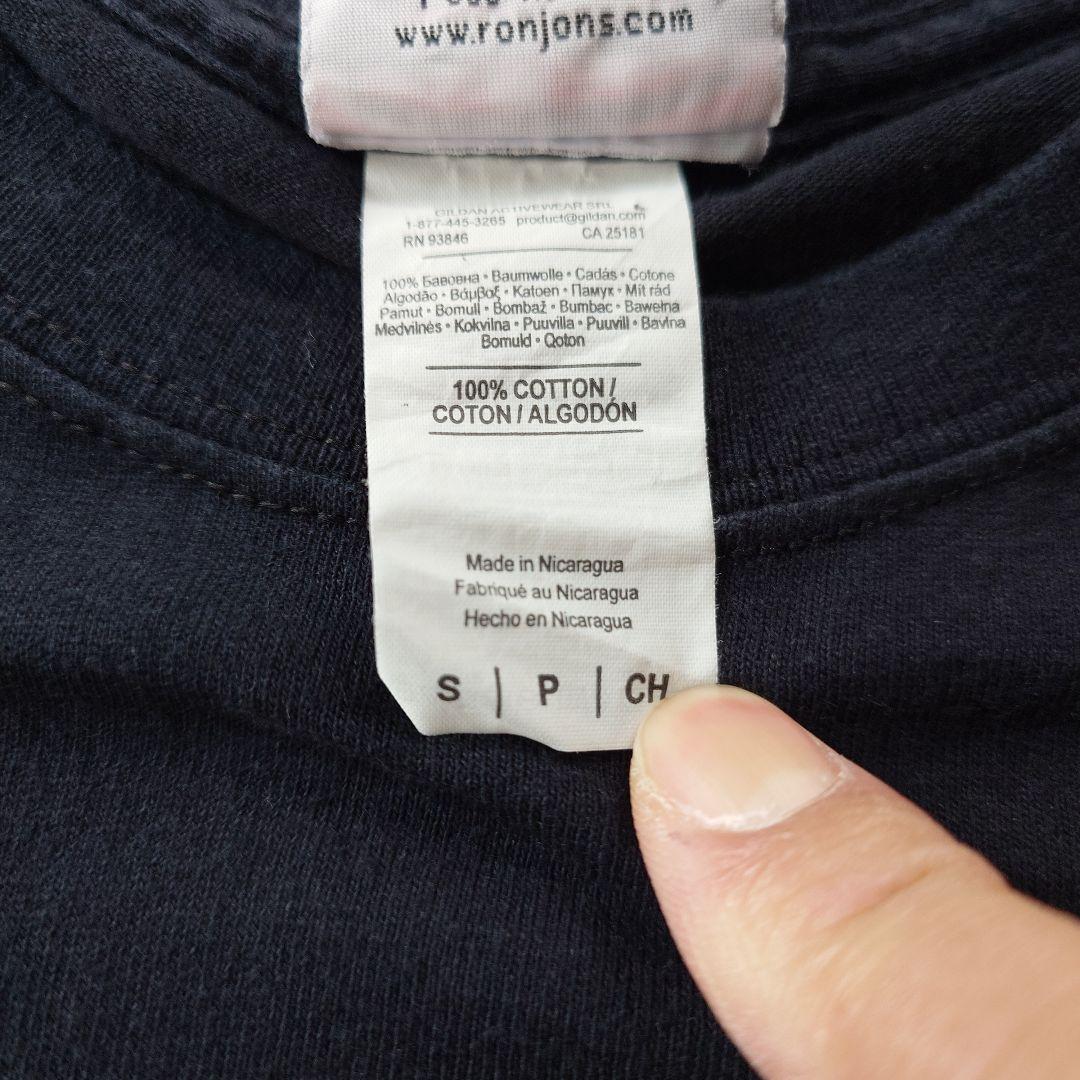 www.ronjons.com
GILDAN ACTIVEWEAR SRL
1-877-445-3265 product@gildan.com
RN 93846 CA 25181
100% Бавовна • Baumwolle • Cadás • Cotone
Algodão • Βάμβαξ • Katoen • Памук • Mit rád
Pamut • Bomull • Bombaž • Bumbac • Bawełna
Medvilnės • Kokvilna • Puuvilla • Puuvill • Bavlna
Bomuld • Qoton
100% COTTON /
COTON / ALGODÓN
Made in Nicaragua
Fabriqué au Nicaragua
Hecho en Nicaragua
S | P | CH